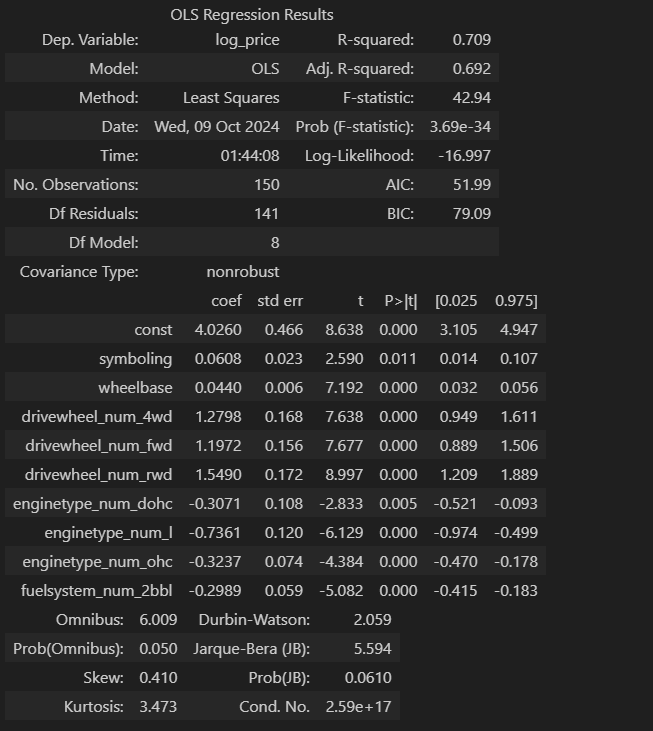 OLS Regression Results
Dep. Variable: log_price R-squared: 0.709
Model: OLS Adj. R-squared: 0.692
Method: Least Squares F-statistic: 42.94
Date: Wed, 09 Oct 2024 Prob (F-statistic): 3.69e-34
Time: 01:44:08 Log-Likelihood: -16.997
No. Observations: 150 AIC: 51.99
Df Residuals: 141 BIC: 79.09
Df Model: 8
Covariance Type: nonrobust
coef std err t P>|t| [0.025 0.975]
const 4.0260 0.466 8.638 0.000 3.105 4.947
symboling 0.0608 0.023 2.590 0.011 0.014 0.107
wheelbase 0.0440 0.006 7.192 0.000 0.032 0.056
drivewheel_num_4wd 1.2798 0.168 7.638 0.000 0.949 1.611
drivewheel_num_fwd 1.1972 0.156 7.677 0.000 0.889 1.506
drivewheel_num_rwd 1.5490 0.172 8.997 0.000 1.209 1.889
enginetype_num_dohc -0.3071 0.108 -2.833 0.005 -0.521 -0.093
enginetype_num_l -0.7361 0.120 -6.129 0.000 -0.974 -0.499
enginetype_num_ohc -0.3237 0.074 -4.384 0.000 -0.470 -0.178
fuelsystem_num_2bbl -0.2989 0.059 -5.082 0.000 -0.415 -0.183
Omnibus: 6.009 Durbin-Watson: 2.059
Prob(Omnibus): 0.050 Jarque-Bera (JB): 5.594
Skew: 0.410 Prob(JB): 0.0610
Kurtosis: 3.473 Cond. No. 2.59e+17